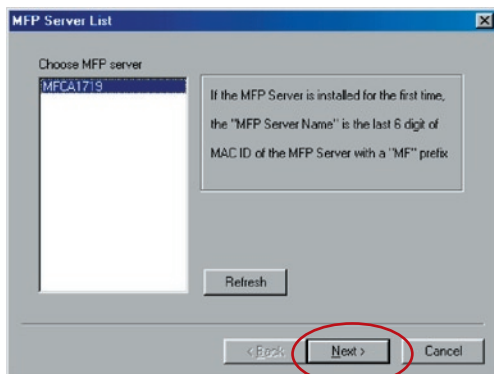 MFP Server List
Choose MFP server
MFCA1719
If the MFP Server is installed for the first time,
the "MFP Server Name" is the last 6 digit of
MAC ID of the MFP Server with a "MF" prefix
Refresh
< Back
Next >
Cancel